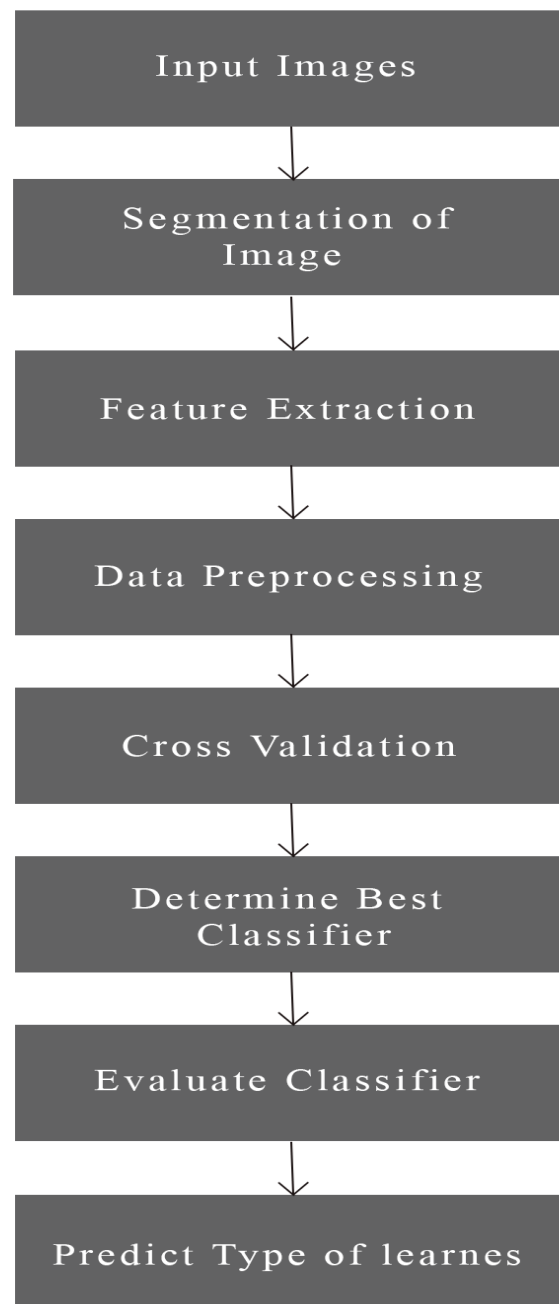 Input Images
Segmentation of
Image
Feature Extraction
Data Preprocessing
Cross Validation
Determine Best
Classifier
Evaluate Classifier
Predict Type of learnes